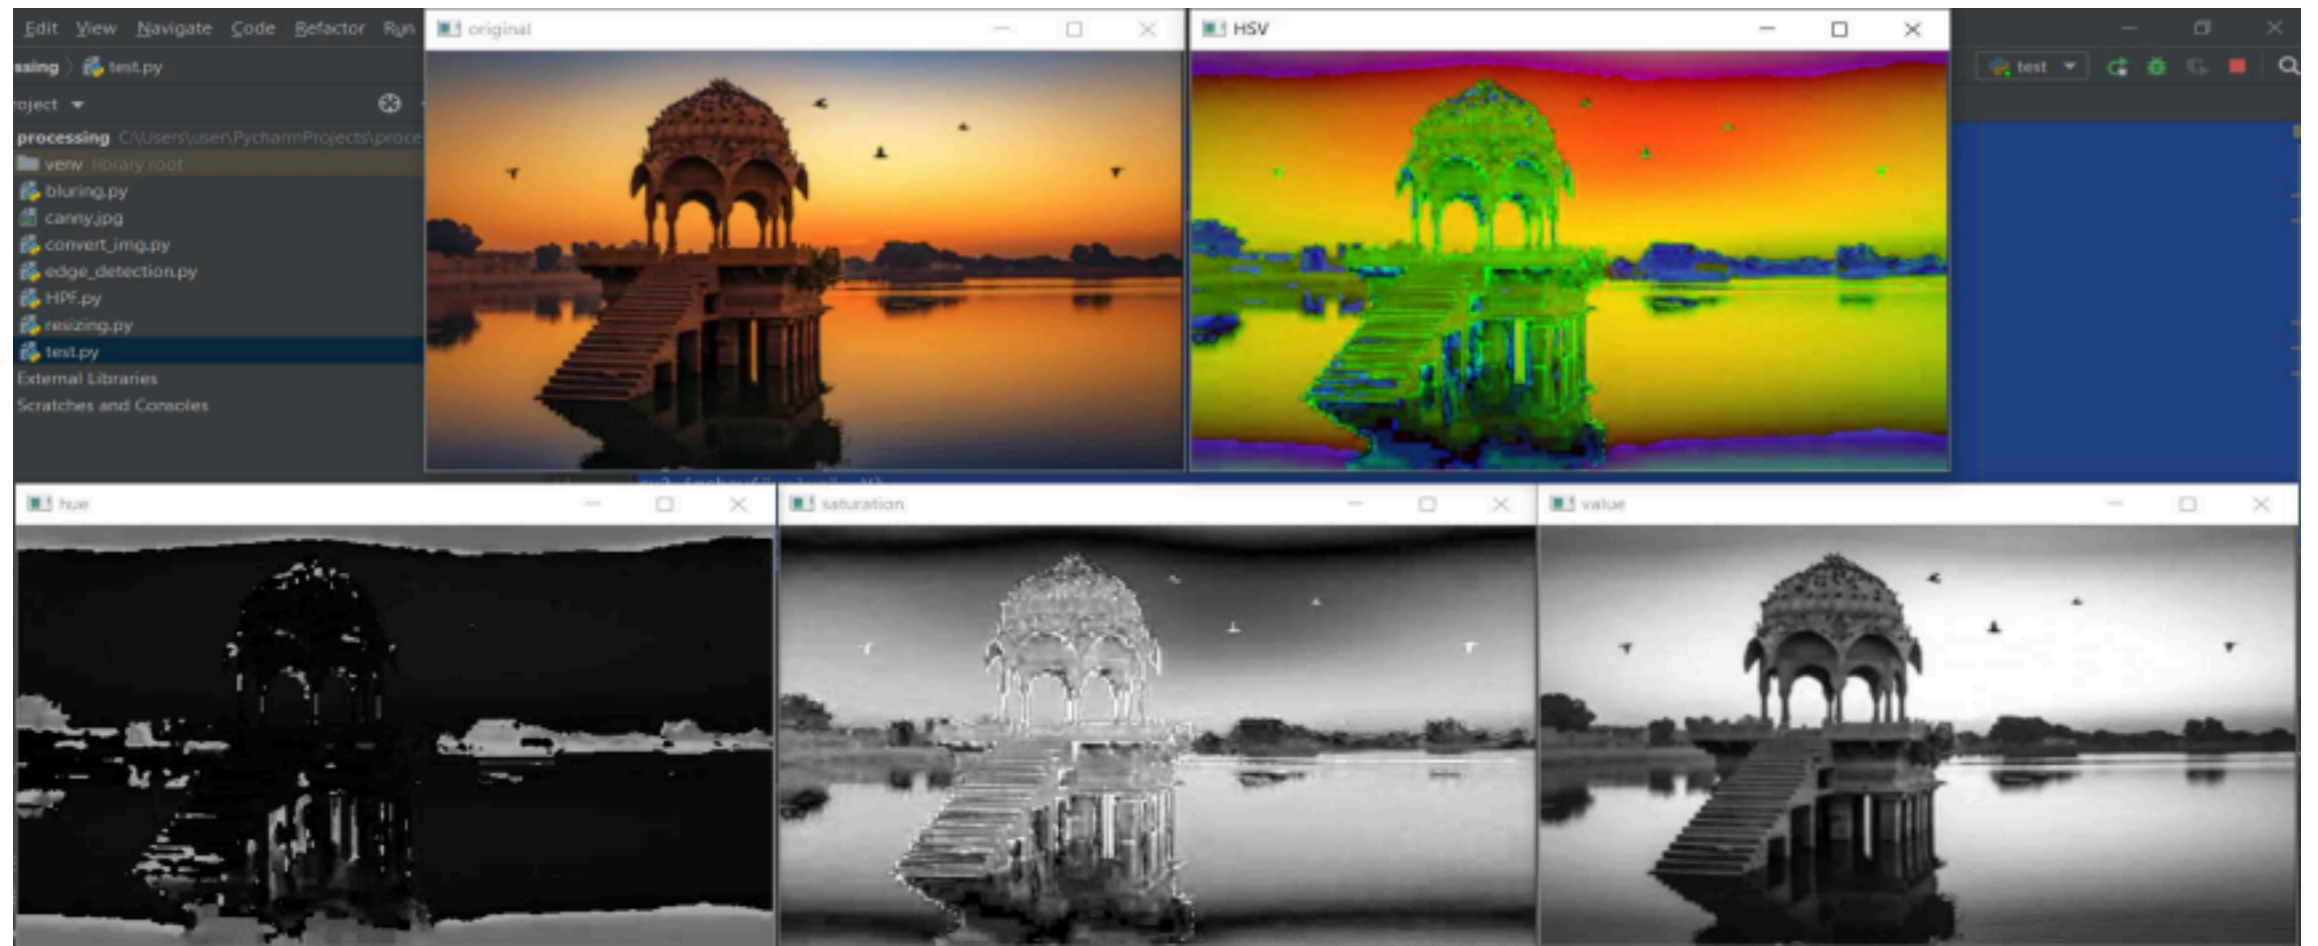 Edit View Navigate Code Refactor Run
original
HSV
ssing test.py
test
roject
processing C:\Users\user\PycharmProjects\proce
venv library root
bluring.py
canny.jpg
convert_img.py
edge_detection.py
HPF.py
resizing.py
test.py
External Libraries
Scratches and Consoles
hue
saturation
value